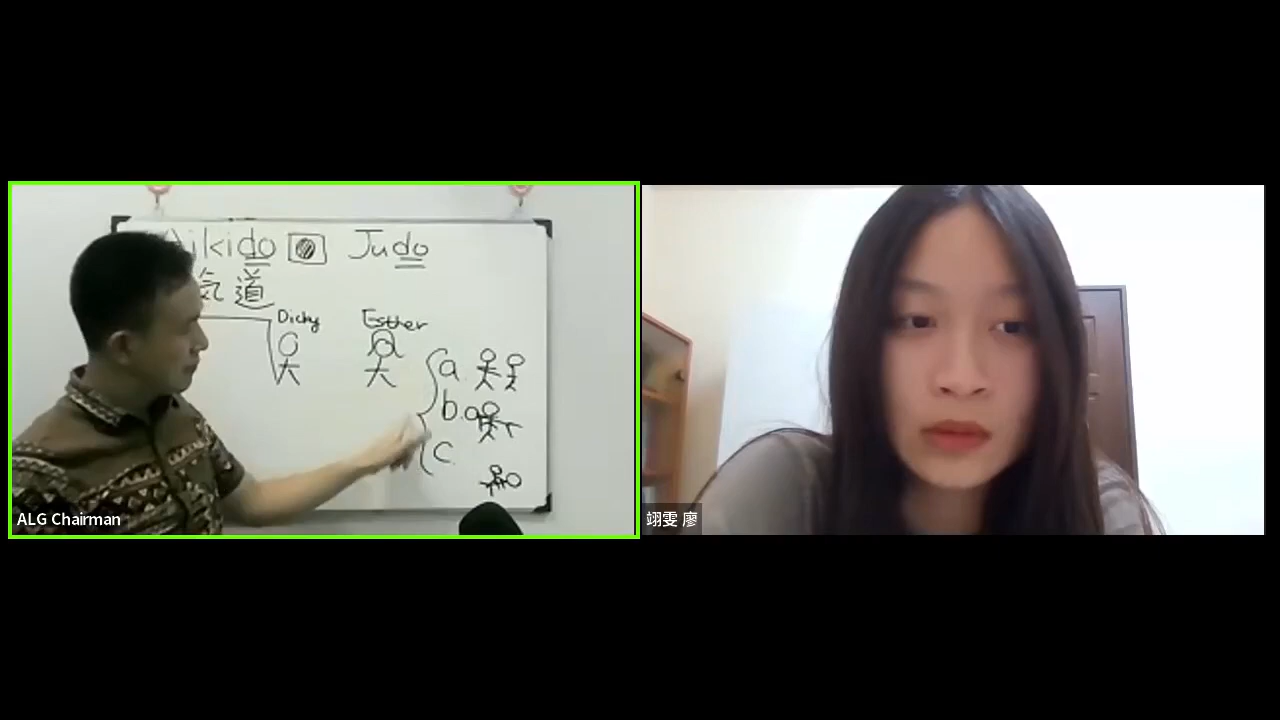 Aikido Judo
氣道
Dicky Esther
a.
b.
c.
ALG Chairman
翊雯 廖